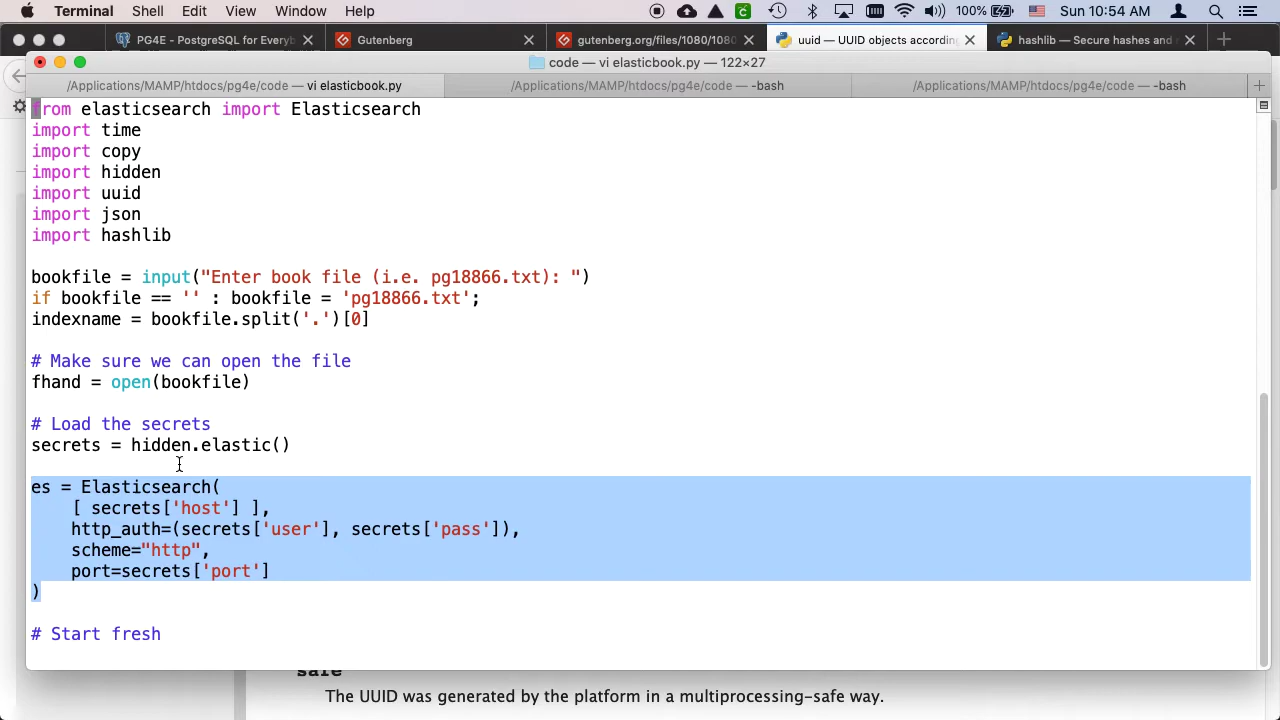 Terminal Shell Edit View Window Help 100% Sun 10:54 AM
PG4E - PostgreSQL for Everyb Gutenberg gutenberg.org/files/1080/1080 uuid — UUID objects according hashlib — Secure hashes and
code — vi elasticbook.py — 122×27
/Applications/MAMP/htdocs/pg4e/code — vi elasticbook.py /Applications/MAMP/htdocs/pg4e/code — -bash /Applications/MAMP/htdocs/pg4e/code — -bash
from elasticsearch import Elasticsearch
import time
import copy
import hidden
import uuid
import json
import hashlib
bookfile = input("Enter book file (i.e. pg18866.txt): ")
if bookfile == '' : bookfile = 'pg18866.txt';
indexname = bookfile.split('.')[0]
# Make sure we can open the file
fhand = open(bookfile)
# Load the secrets
secrets = hidden.elastic()
es = Elasticsearch(
[ secrets['host'] ],
http_auth=(secrets['user'], secrets['pass']),
scheme="http",
port=secrets['port']
)
# Start fresh
safe
The UUID was generated by the platform in a multiprocessing-safe way.